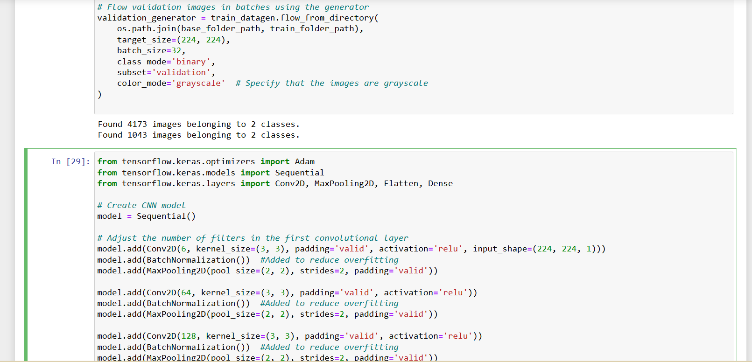 # Flow validation images in batches using the generator
validation_generator = train_datagen.flow_from_directory(
os.path.join(base_folder_path, train_folder_path),
target_size=(224, 224),
batch_size=32,
class_mode='binary',
subset='validation',
color_mode='grayscale'  # Specify that the images are grayscale
)
Found 4173 images belonging to 2 classes.
Found 1043 images belonging to 2 classes.
In [29]: from tensorflow.keras.optimizers import Adam
from tensorflow.keras.models import Sequential
from tensorflow.keras.layers import Conv2D, MaxPooling2D, Flatten, Dense
# Create CNN model
model = Sequential()
# Adjust the number of filters in the first convolutional layer
model.add(Conv2D(6, kernel_size=(3, 3), padding='valid', activation='relu', input_shape=(224, 224, 1)))
model.add(BatchNormalization())  #Added to reduce overfitting
model.add(MaxPooling2D(pool_size=(2, 2), strides=2, padding='valid'))
model.add(Conv2D(64, kernel_size=(3, 3), padding='valid', activation='relu'))
model.add(BatchNormalization())  #Added to reduce overfitting
model.add(MaxPooling2D(pool_size=(2, 2), strides=2, padding='valid'))
model.add(Conv2D(128, kernel_size=(3, 3), padding='valid', activation='relu'))
model.add(BatchNormalization())  #Added to reduce overfitting
model.add(MaxPooling2D(pool_size=(2, 2), strides=2, padding='valid'))